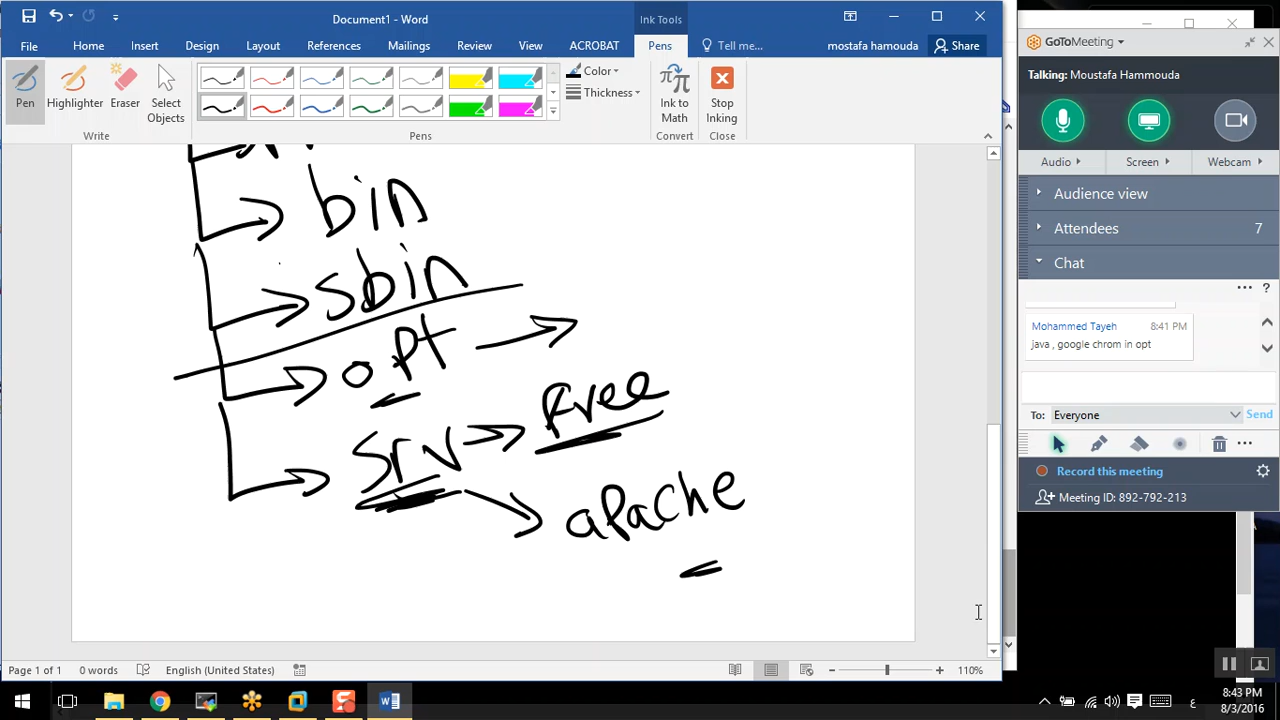 Document1 - Word
Ink Tools
File
Home
Insert
Design
Layout
References
Mailings
Review
View
ACROBAT
Pens
Tell me...
mostafa hamouda
Share
Pen
Highlighter
Eraser
Select
Objects
Color
Thickness
Ink to
Math
Stop
Inking
Write
Pens
Convert
Close
bin
sbin
opt
srv
Free
apache
Page 1 of 1
0 words
English (United States)
110%
GoToMeeting
Talking: Moustafa Hammouda
Audio
Screen
Webcam
Audience view
Attendees
7
Chat
?
Mohammed Tayeh
8:41 PM
java , google chrom in opt
To:
Everyone
Send
Record this meeting
Meeting ID: 892-792-213
ع
8:43 PM
8/3/2016